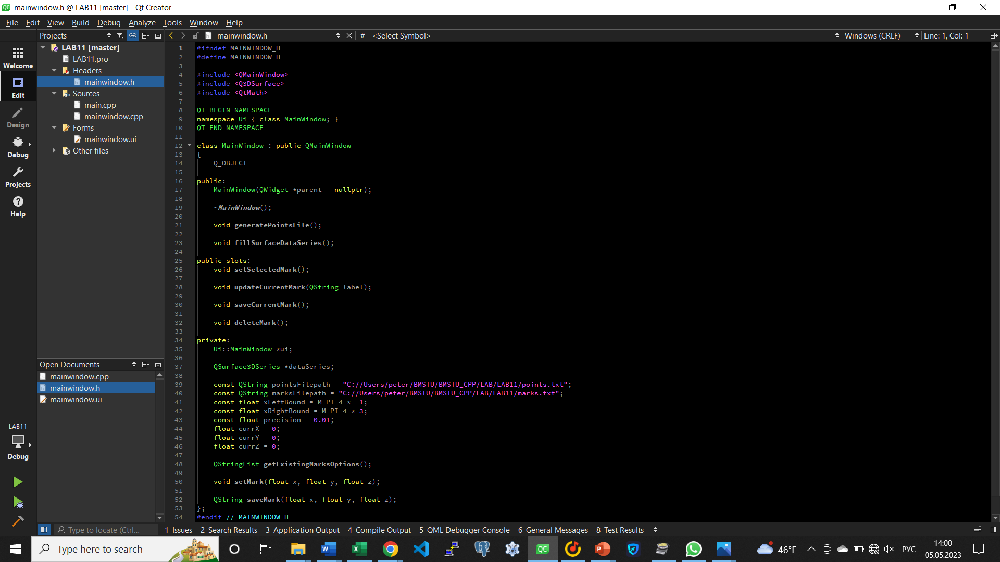 mainwindow.h @ LAB11 [master] - Qt Creator
File Edit View Build Debug Analyze Tools Window Help
Projects
mainwindow.h
# <Select Symbol>
Windows (CRLF)
Line: 1, Col: 1
Welcome
Edit
Design
Debug
Projects
Help
LAB11 [master]
LAB11.pro
Headers
mainwindow.h
Sources
main.cpp
mainwindow.cpp
Forms
mainwindow.ui
Other files
Open Documents
mainwindow.cpp
mainwindow.h
mainwindow.ui
LAB11
Debug
1 #ifndef MAINWINDOW_H
2 #define MAINWINDOW_H
3
4 #include <QMainWindow>
5 #include <Q3DSurface>
6 #include <QtMath>
7
8 QT_BEGIN_NAMESPACE
9 namespace Ui { class MainWindow; }
10 QT_END_NAMESPACE
11
12 class MainWindow : public QMainWindow
13 {
14     Q_OBJECT
15
16 public:
17     MainWindow(QWidget *parent = nullptr);
18
19     ~MainWindow();
20
21     void generatePointsFile();
22
23     void fillSurfaceDataSeries();
24
25 public slots:
26     void setSelectedMark();
27
28     void updateCurrentMark(QString label);
29
30     void saveCurrentMark();
31
32     void deleteMark();
33
34 private:
35     Ui::MainWindow *ui;
36
37     QSurface3DSeries *dataSeries;
38
39     const QString pointsFilepath = "C://Users/peter/BMSTU/BMSTU_CPP/LAB/LAB11/points.txt";
40     const QString marksFilepath = "C://Users/peter/BMSTU/BMSTU_CPP/LAB/LAB11/marks.txt";
41     const float xLeftBound = M_PI_4 * -1;
42     const float xRightBound = M_PI_4 * 3;
43     const float precision = 0.01;
44     float currX = 0;
45     float currY = 0;
46     float currZ = 0;
47
48     QStringList getExistingMarksOptions();
49
50     void setMark(float x, float y, float z);
51
52     QString saveMark(float x, float y, float z);
53 };
54 #endif // MAINWINDOW_H
Type to locate (Ctrl...
1 Issues 2 Search Results 3 Application Output 4 Compile Output 5 QML Debugger Console 6 General Messages 8 Test Results
Type here to search
QC
46°F
РУС
14:00
05.05.2023